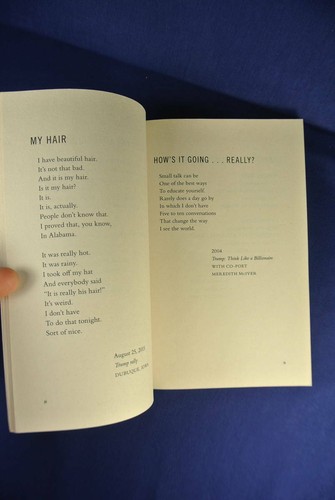 MY HAIR
I have beautiful hair.
It's not that bad.
And it is my hair.
Is it my hair?
It is.
It is, actually.
People don't know that.
I proved that, you know,
In Alabama.
It was really hot.
It was rainy.
I took off my hat
And everybody said
"It is really his hair!"
It's weird.
I don't have
To do that tonight.
Sort of nice.
August 25, 2015
Trump rally
DUBUQUE, IOWA
HOW'S IT GOING . . . REALLY?
Small talk can be
One of the best ways
To educate yourself.
Rarely does a day go by
In which I don't have
Five to ten conversations
That change the way
I see the world.
2004
Trump: Think Like a Billionaire
WITH CO-POET
MEREDITH McIVER